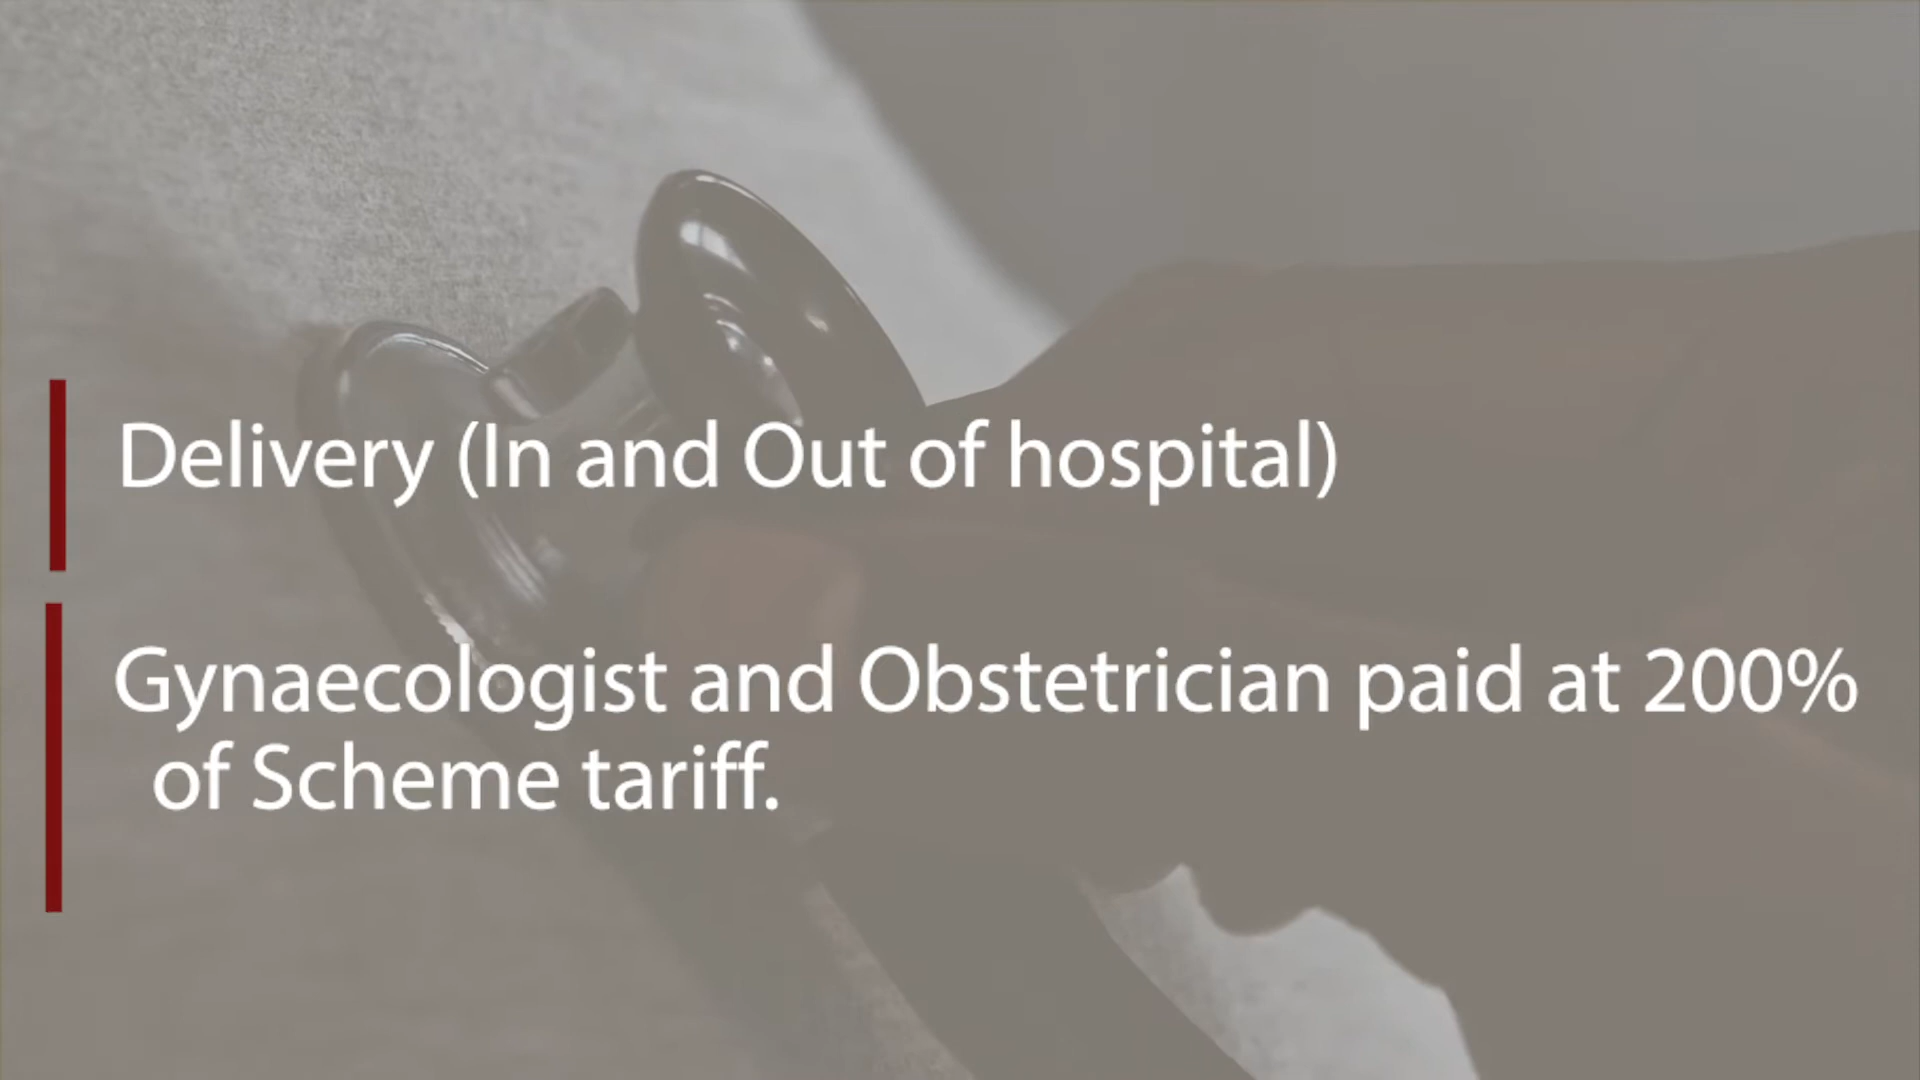 Delivery (In and Out of hospital)
Gynaecologist and Obstetrician paid at 200%
of Scheme tariff.